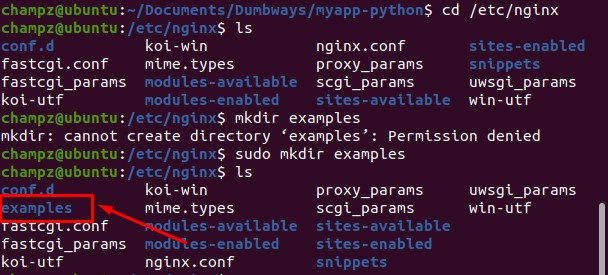 champz@ubuntu:~/Documents/Dumbways/myapp-python$ cd /etc/nginx
champz@ubuntu:/etc/nginx$ ls
conf.d koi-win nginx.conf sites-enabled
fastcgi.conf mime.types proxy_params snippets
fastcgi_params modules-available scgi_params uwsgi_params
koi-utf modules-enabled sites-available win-utf
champz@ubuntu:/etc/nginx$ mkdir examples
mkdir: cannot create directory ‘examples’: Permission denied
champz@ubuntu:/etc/nginx$ sudo mkdir examples
champz@ubuntu:/etc/nginx$ ls
conf.d koi-win proxy_params uwsgi_params
examples mime.types scgi_params win-utf
fastcgi.conf modules-available sites-available
fastcgi_params modules-enabled sites-enabled
koi-utf nginx.conf snippets